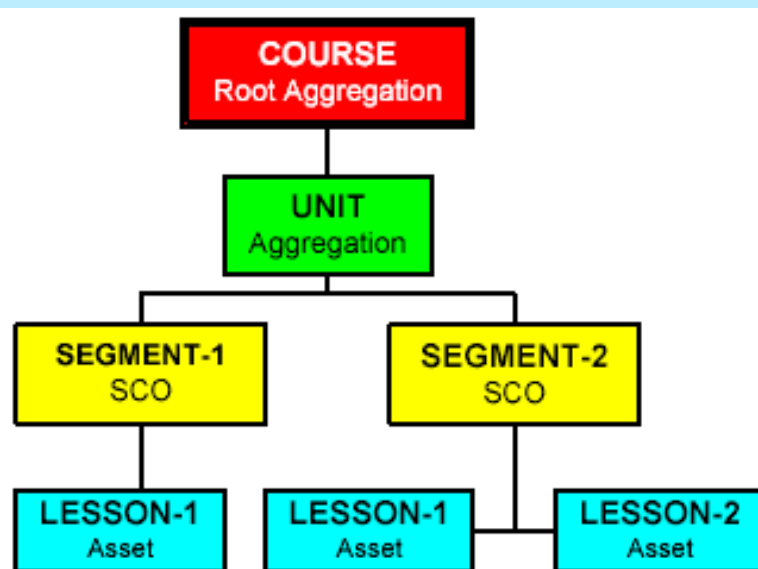 COURSE
Root Aggregation
UNIT
Aggregation
SEGMENT-1
SCO
SEGMENT-2
SCO
LESSON-1
Asset
LESSON-1
Asset
LESSON-2
Asset